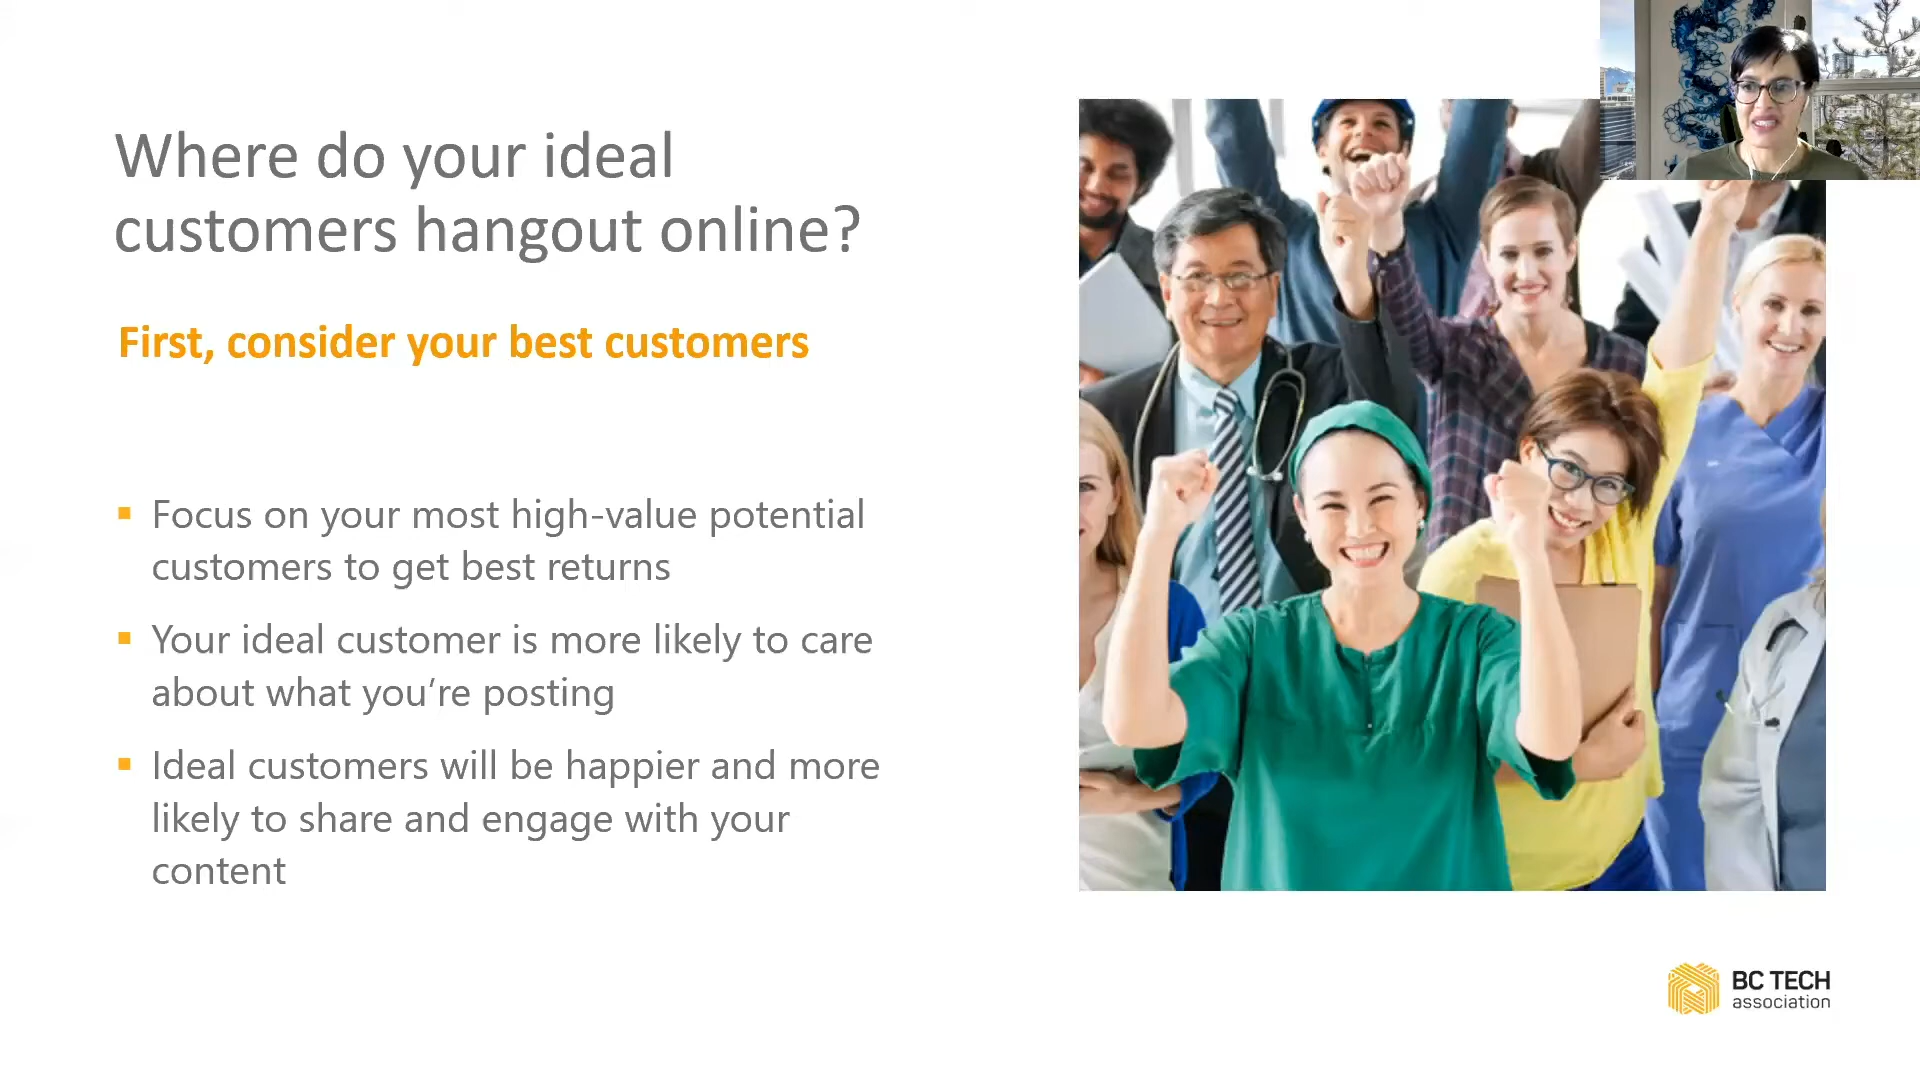 Where do your ideal
customers hangout online?
First, consider your best customers
Focus on your most high-value potential
customers to get best returns
Your ideal customer is more likely to care
about what you’re posting
Ideal customers will be happier and more
likely to share and engage with your
content
BC TECH
association